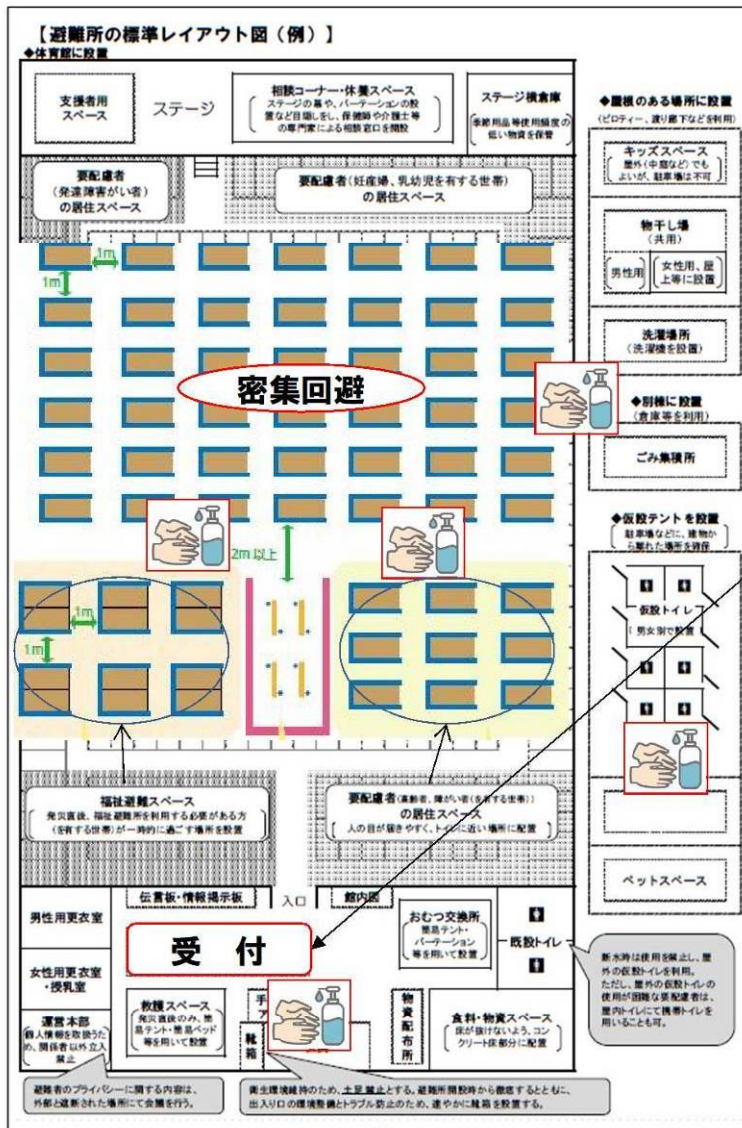 【避難所の標準レイアウト図(例)】
◆体育館に設置
支援者用
スペース
ステージ
相談コーナー・休養スペース
ステージの幕や、パーテーションの設
置など目隠しをし、保健師や介護士等
の専門家による相談窓口を開設
ステージ横倉庫
季節用品等使用頻度の
低い物資を保管
要配慮者
(発達障害がい者)
の居住スペース
要配慮者(妊産婦、乳幼児を有する世帯)
の居住スペース
1m
1m
密集回避
2m以上
1m
1m
福祉避難スペース
発災直後、福祉避難所を利用する必要がある方
(を有する世帯)が一時的に過ごす場所を設置
要配慮者(高齢者、障がい者(を有する世帯))
の居住スペース
人の目が届きやすく、トイレに近い場所に配置
男性用更衣室
女性用更衣室
・授乳室
運営本部
個人情報を取扱うた
め、関係者以外立入
禁止
伝言板・情報掲示板
入口
館内図
受 付
救護スペース
発災直後のみ、簡
易テント・簡易ベッド
等を用いて設置
手
ア
靴箱
物資配布所
おむつ交換所
簡易テント・
パーテーション
等を用いて設置
既設トイレ
食料・物資スペース
床が抜けないよう、コン
クリート床部分に配置
避難者のプライバシーに関する内容は、
外部と遮断された場所にて会議を行う。
衛生環境維持のため、土足禁止とする。避難所開設時から徹底するとともに、
出入り口の環境整備とトラブル防止のため、速やかに靴箱を設置する。
◆屋根のある場所に設置
(ピロティー、渡り廊下などを利用)
キッズスペース
屋外(中庭など)でも
よいが、駐車場は不可
物干し場
(共用)
男性用
女性用、屋
上等に設置
洗濯場所
(洗濯機を設置)
◆別棟に設置
(倉庫等を利用)
ごみ集積所
◆仮設テントを設置
駐車場などに、建物か
ら離れた場所を確保
仮設トイレ
男女別で設置
ペットスペース
断水時は使用を禁止し、屋
外の仮設トイレを利用。
ただし、屋外の仮設トイレの
使用が困難な要配慮者は、
屋内トイレにて携帯トイレを
用いることも可。